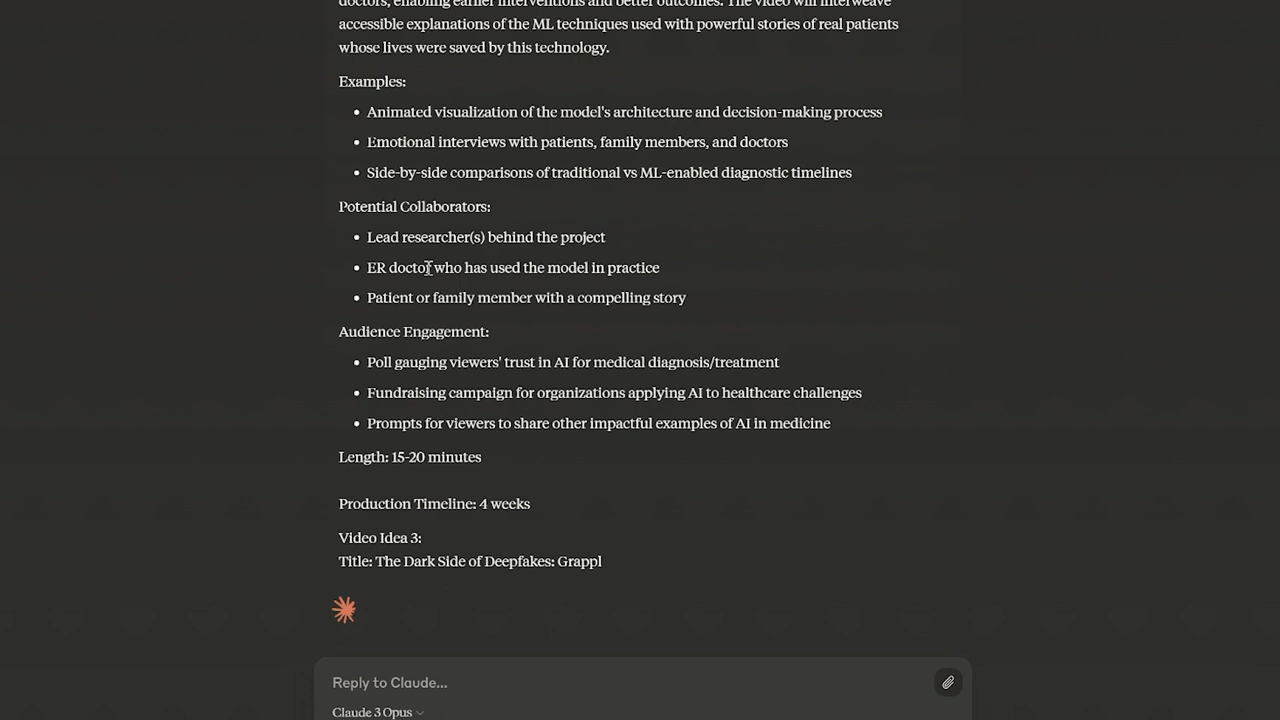 doctors, enabling earlier interventions and better outcomes. The video will interweave
accessible explanations of the ML techniques used with powerful stories of real patients
whose lives were saved by this technology.
Examples:
• Animated visualization of the model's architecture and decision-making process
• Emotional interviews with patients, family members, and doctors
• Side-by-side comparisons of traditional vs ML-enabled diagnostic timelines
Potential Collaborators:
• Lead researcher(s) behind the project
• ER doctor who has used the model in practice
• Patient or family member with a compelling story
Audience Engagement:
• Poll gauging viewers' trust in AI for medical diagnosis/treatment
• Fundraising campaign for organizations applying AI to healthcare challenges
• Prompts for viewers to share other impactful examples of AI in medicine
Length: 15-20 minutes
Production Timeline: 4 weeks
Video Idea 3:
Title: The Dark Side of Deepfakes: Grappl
Reply to Claude...
Claude 3 Opus